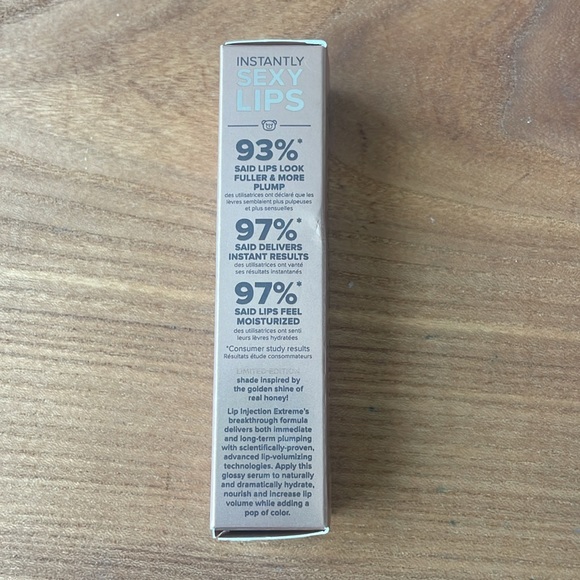 INSTANTLY
SEXY
LIPS
93%*
SAID LIPS LOOK
FULLER & MORE
PLUMP
des utilisatrices ont déclaré que les
lèvres semblaient plus pulpeuses
et plus sensuelles
97%*
SAID DELIVERS
INSTANT RESULTS
des utilisatrices ont vanté
ses résultats instantanés
97%*
SAID LIPS FEEL
MOISTURIZED
des utilisatrices ont senti
leurs lèvres hydratées
*Consumer study results
Résultats étude consommateurs
LIMITED-EDITION
shade inspired by
the golden shine of
real honey!
Lip Injection Extreme's
breakthrough formula
delivers both immediate
and long-term plumping
with scientifically-proven,
advanced lip-volumizing
technologies. Apply this
glossy serum to naturally
and dramatically hydrate,
nourish and increase lip
volume while adding a
pop of color.